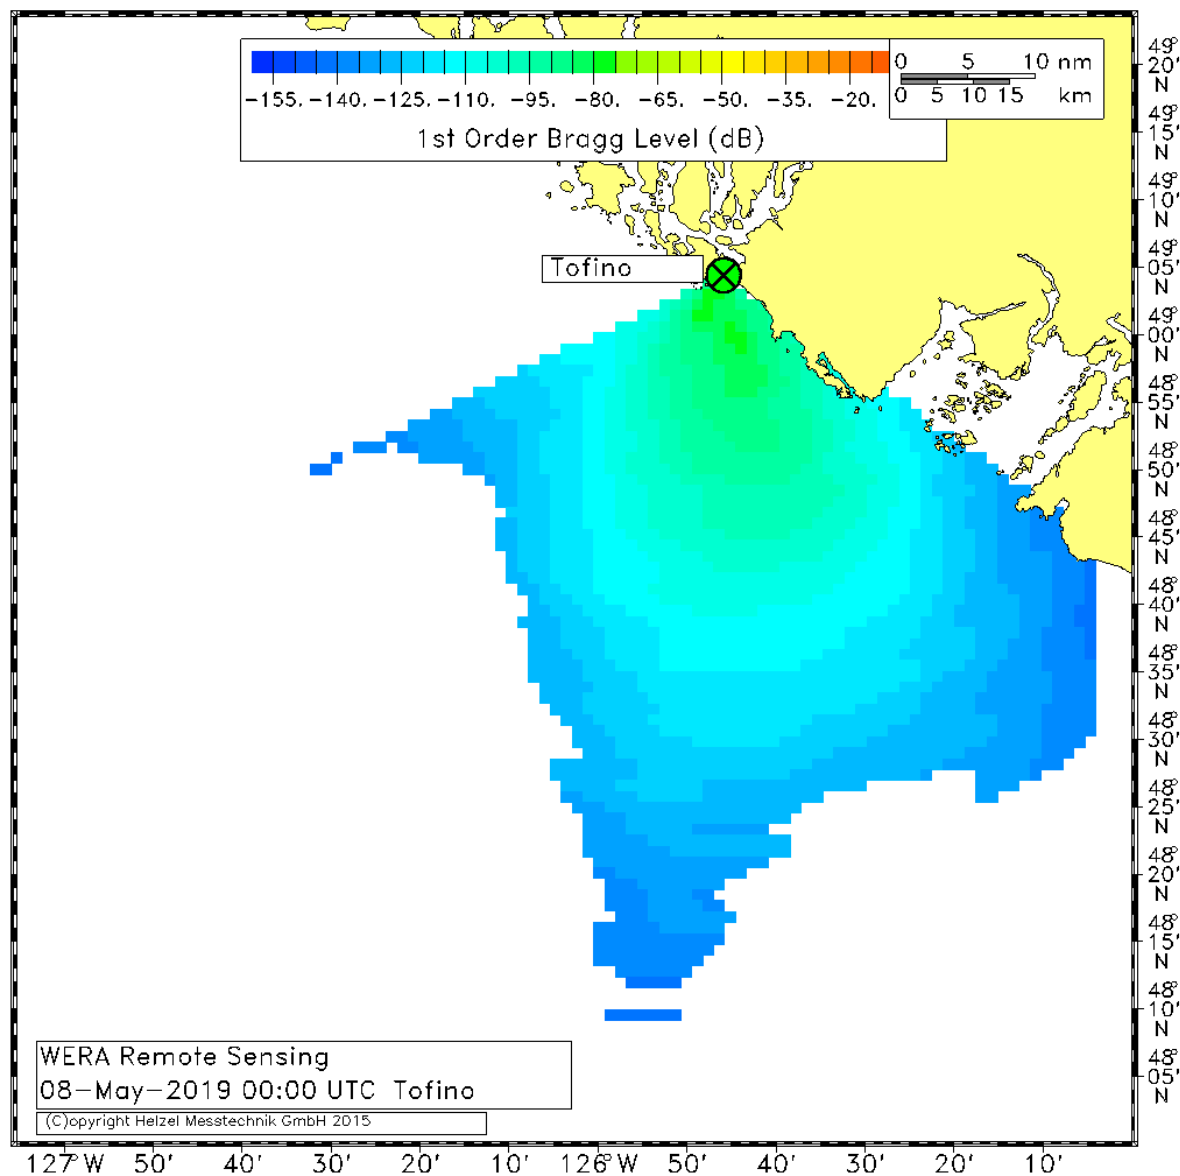 -155. -140. -125. -110. -95. -80. -65. -50. -35. -20.
1st Order Bragg Level (dB)
0 5 10 nm
0 5 10 15 km
49°
20'
N
49°
15'
N
49°
10'
N
49°
05'
N
49°
00'
N
48°
55'
N
48°
50'
N
48°
45'
N
48°
40'
N
48°
35'
N
48°
30'
N
48°
25'
N
48°
20'
N
48°
15'
N
48°
10'
N
48°
05'
N
Tofino
WERA Remote Sensing
08-May-2019 00:00 UTC Tofino
(C)opyright Helzel Messtechnik GmbH 2015
127°W 50' 40' 30' 20' 10' 126°W 50' 40' 30' 20' 10'